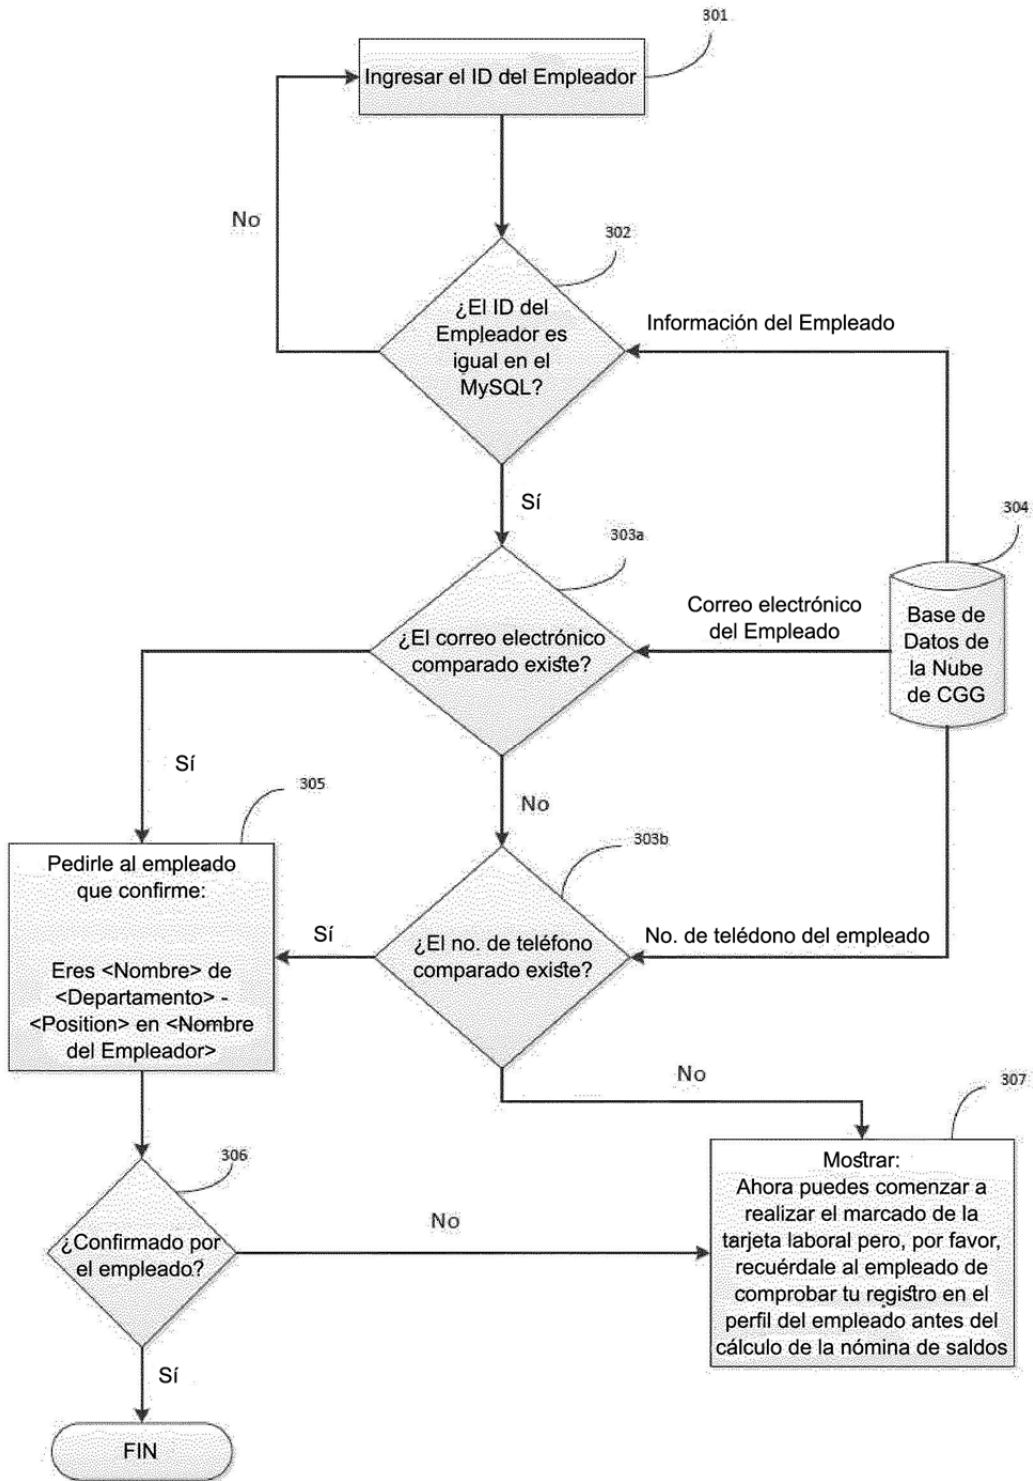 301
Ingresar el ID del Empleador
No
302
¿El ID del
Empleador es
igual en el
MySQL?
Información del Empleado
Sí
303a
304
¿El correo electrónico
comparado existe?
Correo electrónico
del Empleado
Base de
Datos de
la Nube
de CGG
Sí
No
305
303b
Pedirle al empleado
que confirme:
Eres <Nombre> de
<Departamento> -
<Position> en <Nombre
del Empleador>
Sí
¿El no. de teléfono
comparado existe?
No. de telédono del empleado
No
307
306
¿Confirmado por
el empleado?
No
Mostrar:
Ahora puedes comenzar a
realizar el marcado de la
tarjeta laboral pero, por favor,
recuérdale al empleado de
comprobar tu registro en el
perfil del empleado antes del
cálculo de la nómina de saldos
Sí
FIN